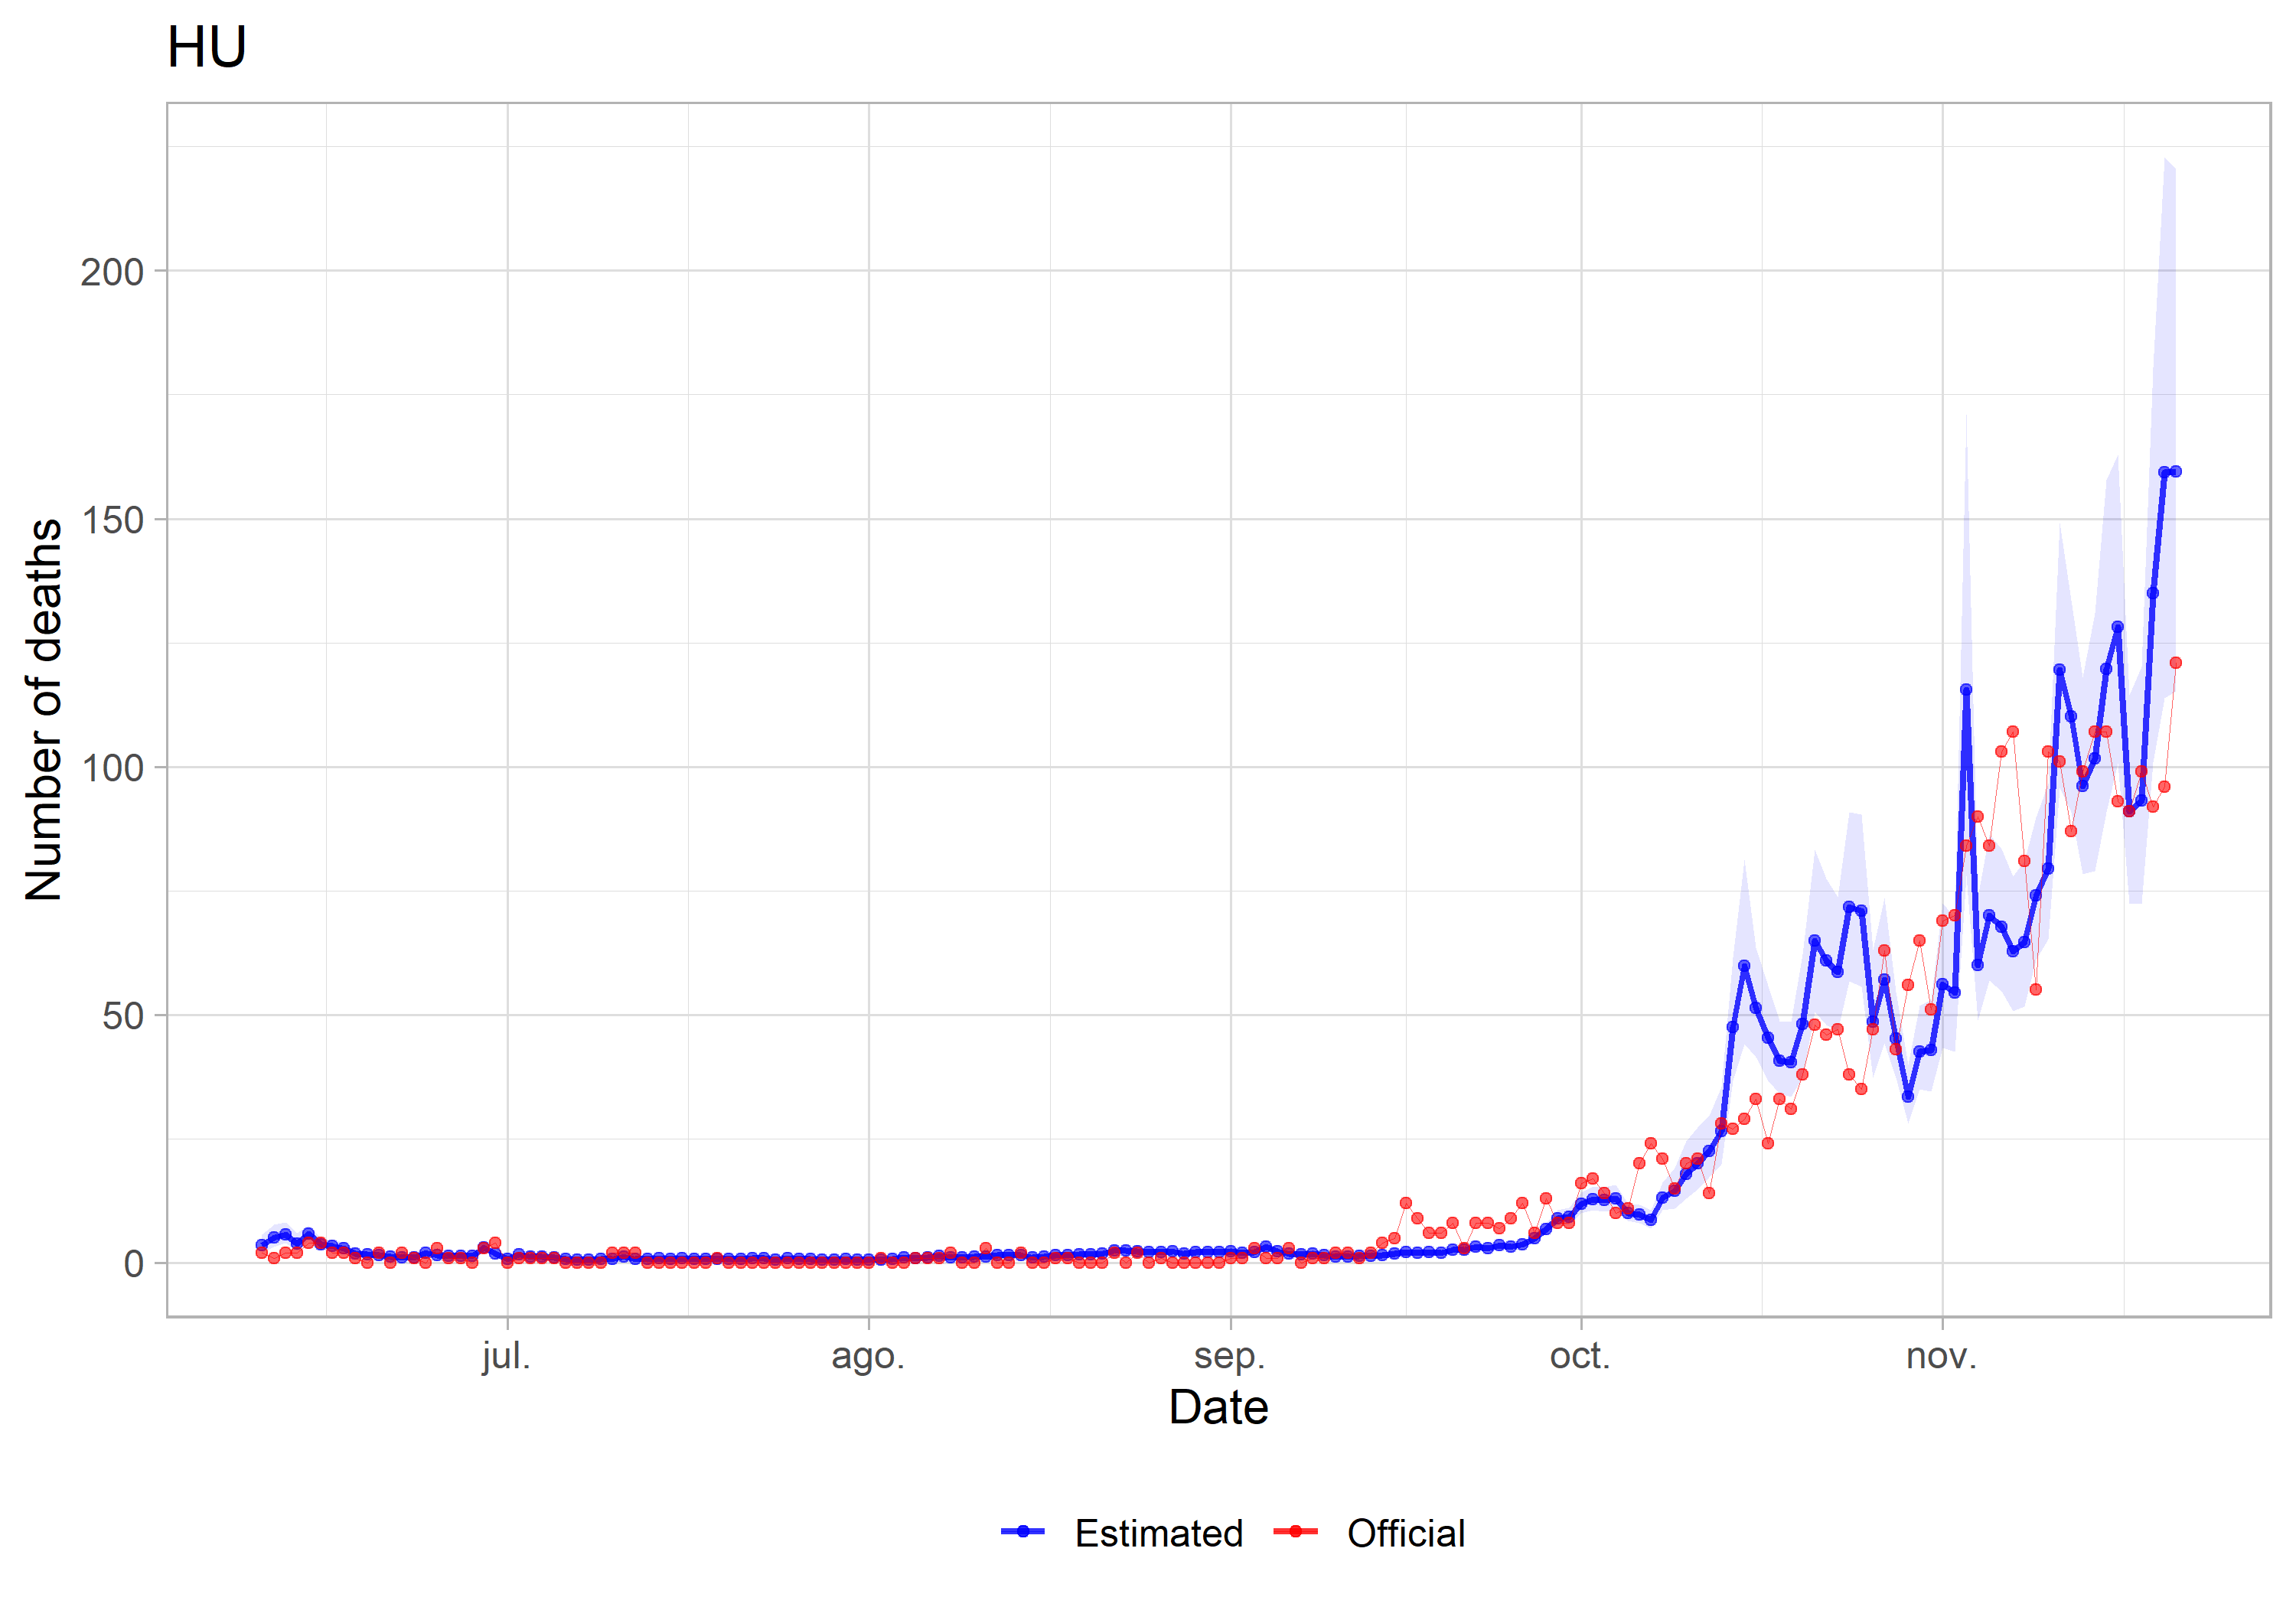 HU
Number of deaths
200
150
100
50
0
jul.
ago.
sep.
oct.
nov.
Date
Estimated
Official